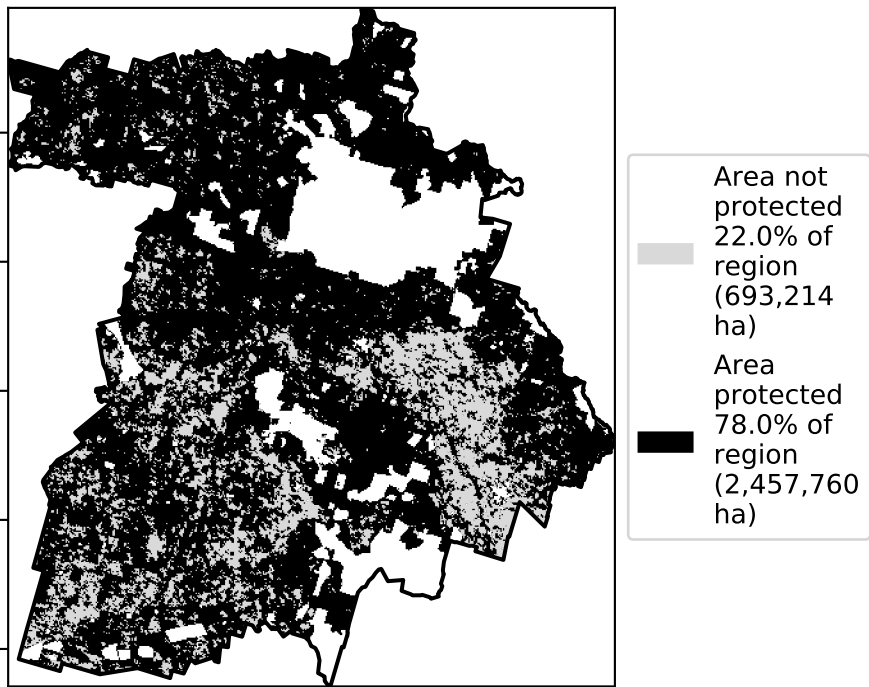 Area not
protected
22.0% of
region
(693,214
ha)
Area
protected
78.0% of
region
(2,457,760
ha)